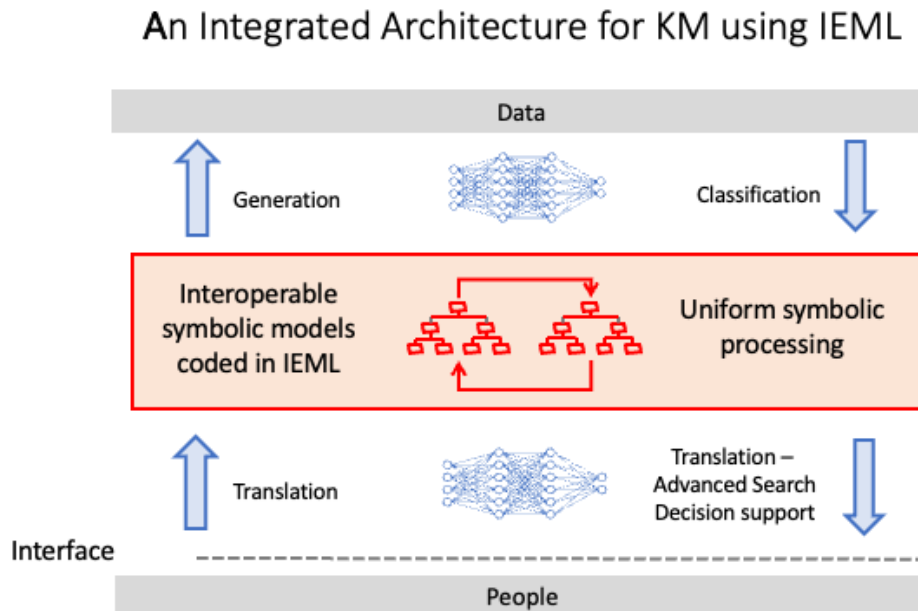 An Integrated Architecture for KM using IEML
Data
Generation
Classification
Interoperable
symbolic models
coded in IEML
Uniform symbolic
processing
Translation
Translation –
Advanced Search
Decision support
Interface
People